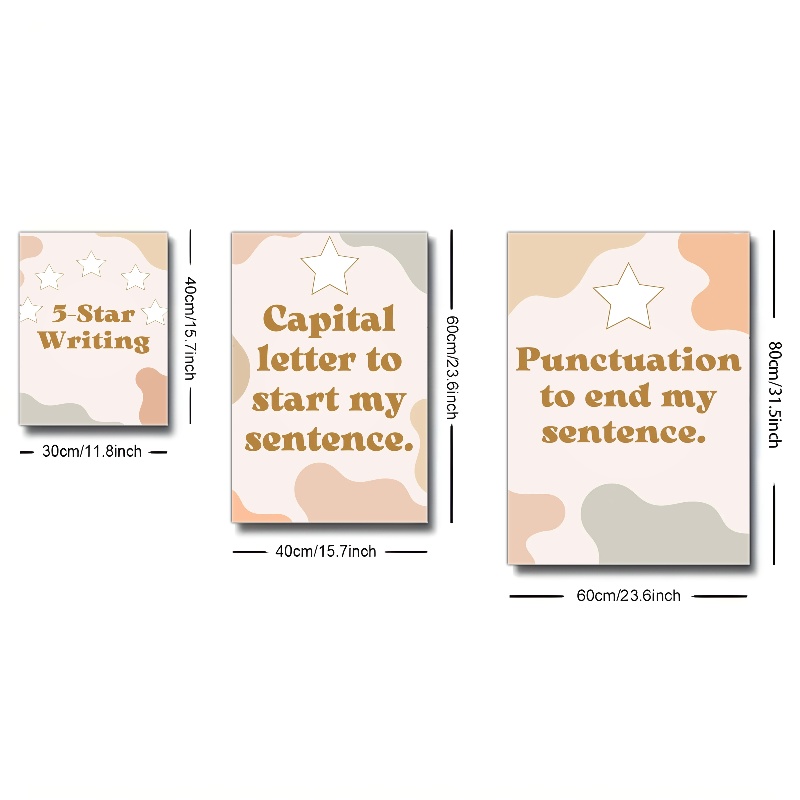 5-Star
Writing
40cm/15.7inch
30cm/11.8inch
Capital
letter to
start my
sentence.
60cm/23.6inch
40cm/15.7inch
Punctuation
to end my
sentence.
80cm/31.5inch
60cm/23.6inch